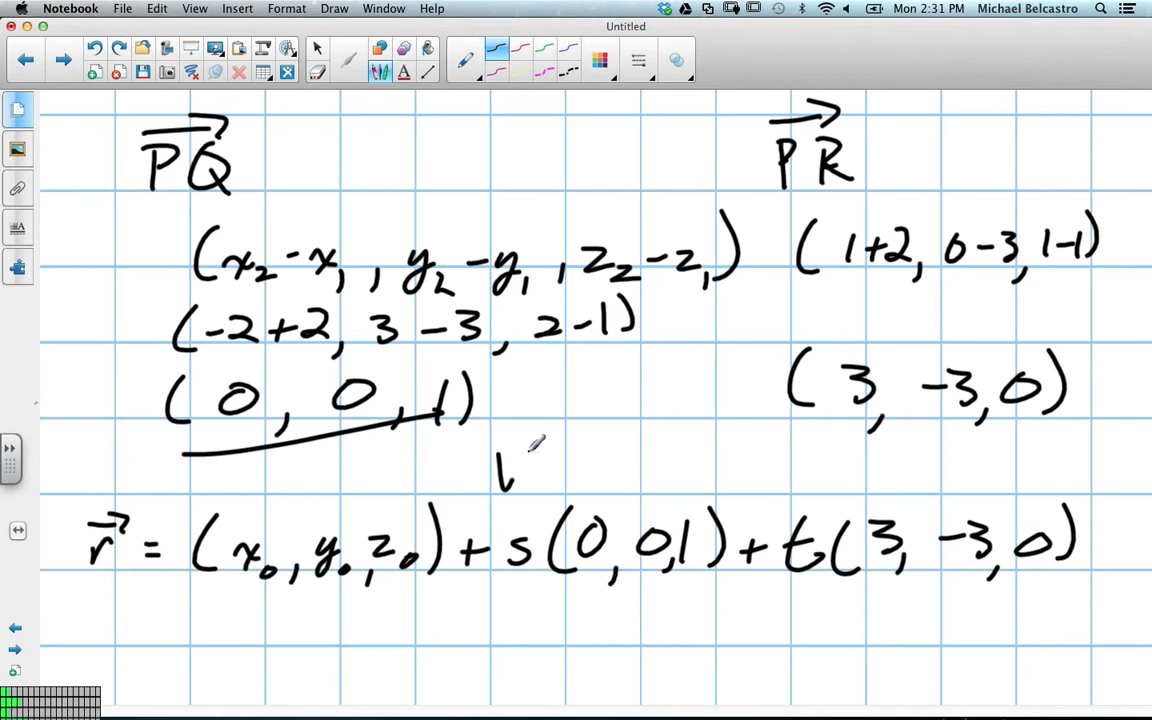 Notebook File Edit View Insert Format Draw Window Help Mon 2:31 PM Michael Belcastro
Untitled
PQ PR
(x₂-x₁, y₂-y₁, z₂-z₁) (1+2, 0-3, 1-1)
(-2+2, 3-3, 2-1)
(0, 0, 1) (3, -3, 0)
r = (x₀, y₀, z₀) + s(0, 0, 1) + t(3, -3, 0)